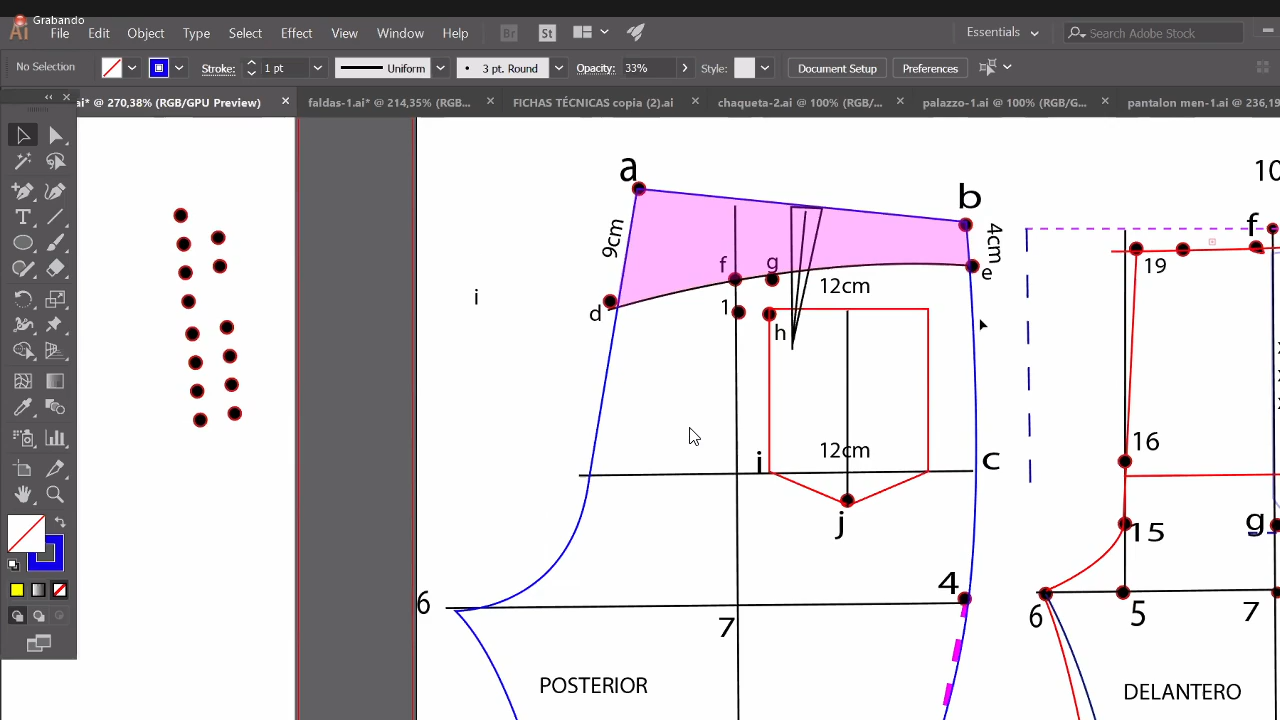 Grabando
Ai File Edit Object Type Select Effect View Window Help Br St Essentials Search Adobe Stock
No Selection Stroke: 1 pt Uniform 3 pt. Round Opacity: 33% Style: Document Setup Preferences
ai* @ 270,38% (RGB/GPU Preview) faldas-1.ai* @ 214,35% (RGB... FICHAS TÉCNICAS copia (2).ai chaqueta-2.ai @ 100% (RGB/... palazzo-1.ai @ 100% (RGB/G... pantalon men-1.ai @ 236,19
a
10
b
f
9cm
4cm
f
g
19
e
i
12cm
d
1
h
16
12cm
i
c
j
g
15
4
6
7
6
5
7
POSTERIOR
DELANTERO